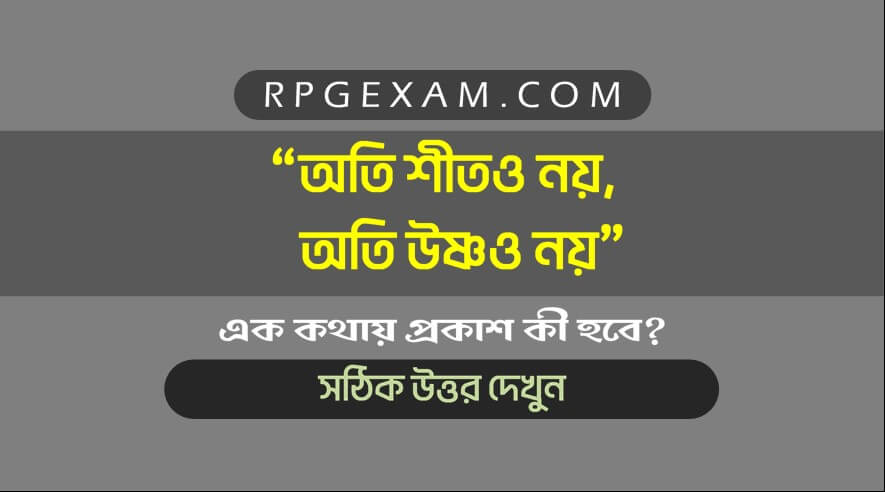 RPGEXAM.COM
“অতি শীতও নয়,
অতি উষ্ণও নয়”
এক কথায় প্রকাশ কী হবে?
সঠিক উত্তর দেখুন